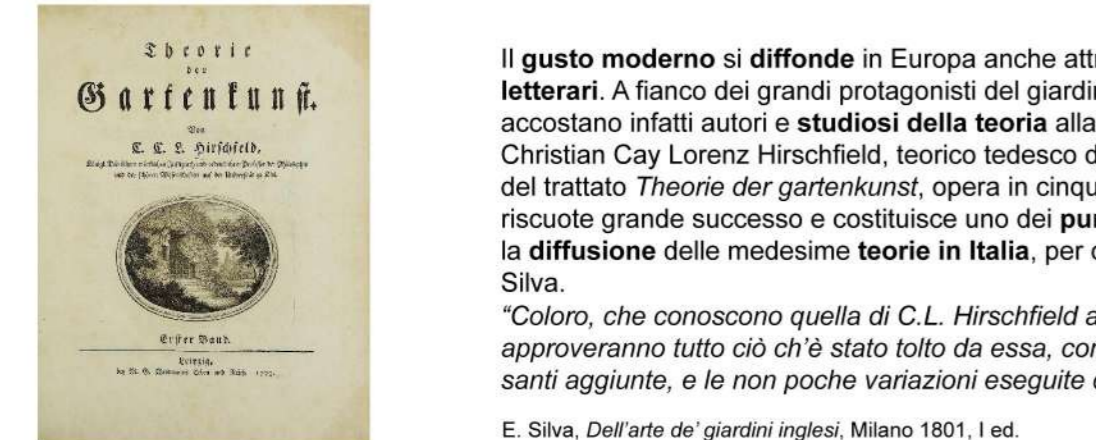 Theorie
der
Gartenkunst.
Von
C. C. L. Hirschfeld,
Erster Band.
Leipzig,
Il gusto moderno si diffonde in Europa anche attr
letterari. A fianco dei grandi protagonisti del giardin
accostano infatti autori e studiosi della teoria alla
Christian Cay Lorenz Hirschfield, teorico tedesco d
del trattato Theorie der gartenkunst, opera in cinqu
riscuote grande successo e costituisce uno dei pun
la diffusione delle medesime teorie in Italia, per o
Silva.
“Coloro, che conoscono quella di C.L. Hirschfield a
approveranno tutto ciò ch'è stato tolto da essa, con
santi aggiunte, e le non poche variazioni eseguite
E. Silva, Dell'arte de' giardini inglesi, Milano 1801, I ed.